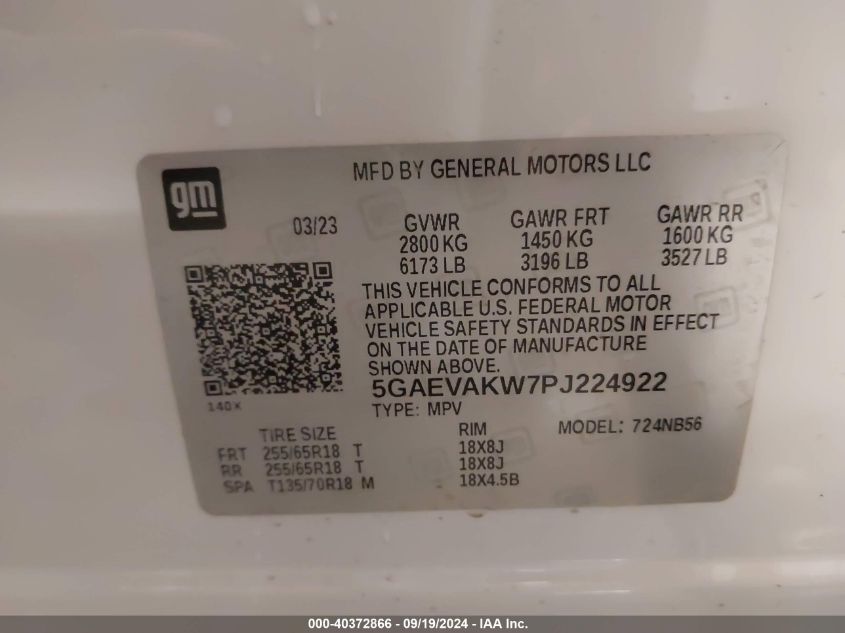 gm
MFD BY GENERAL MOTORS LLC
03/23
GVWR GAWR FRT GAWR RR
2800 KG 1450 KG 1600 KG
6173 LB 3196 LB 3527 LB
THIS VEHICLE CONFORMS TO ALL
APPLICABLE U.S. FEDERAL MOTOR
VEHICLE SAFETY STANDARDS IN EFFECT
ON THE DATE OF MANUFACTURE
SHOWN ABOVE.
5GAEVAKW7PJ224922
140X
TYPE: MPV
TIRE SIZE RIM MODEL: 724NB56
FRT 255/65R18 T 18X8J
RR 255/65R18 T 18X8J
SPA T135/70R18 M 18X4.5B
000-40372866 - 09/19/2024 - IAA Inc.